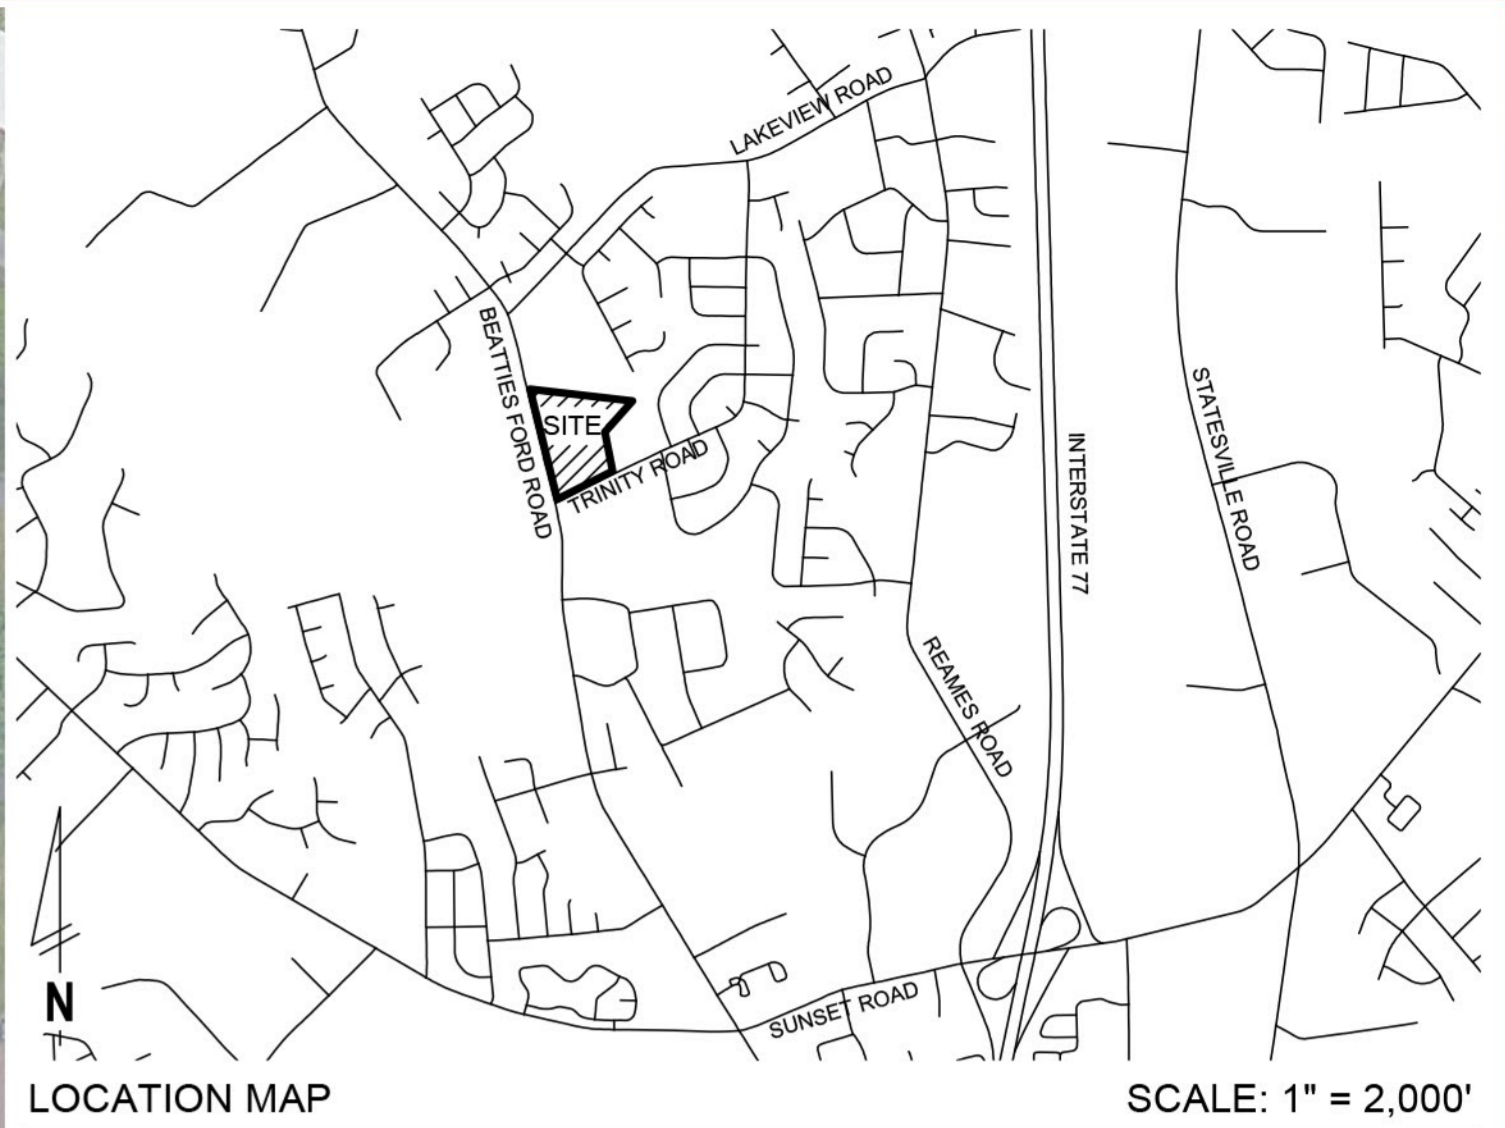 LAKEVIEW ROAD
BEATTIES FORD ROAD
SITE
TRINITY ROAD
INTERSTATE 77
STATESVILLE ROAD
REAMES ROAD
SUNSET ROAD
N
LOCATION MAP
SCALE: 1" = 2,000'